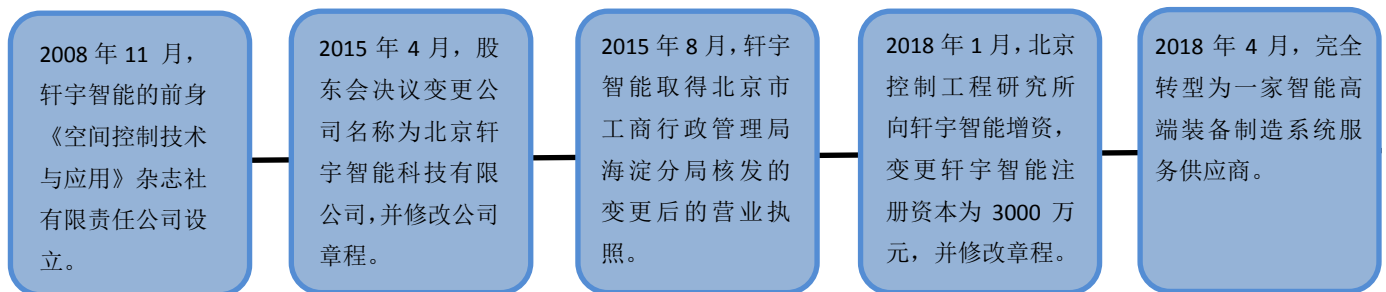 2008 年 11 月，
轩宇智能的前身
《空间控制技术
与应用》杂志社
有限责任公司设
立。
2015 年 4 月，股
东会决议变更公
司名称为北京轩
宇智能科技有限
公司，并修改公司
章程。
2015 年 8 月，轩宇
智能取得北京市
工商行政管理局
海淀分局核发的
变更后的营业执
照。
2018 年 1 月，北京
控制工程研究所
向轩宇智能增资，
变更轩宇智能注
册资本为 3000 万
元，并修改章程。
2018 年 4 月，完全
转型为一家智能高
端装备制造系统服
务供应商。